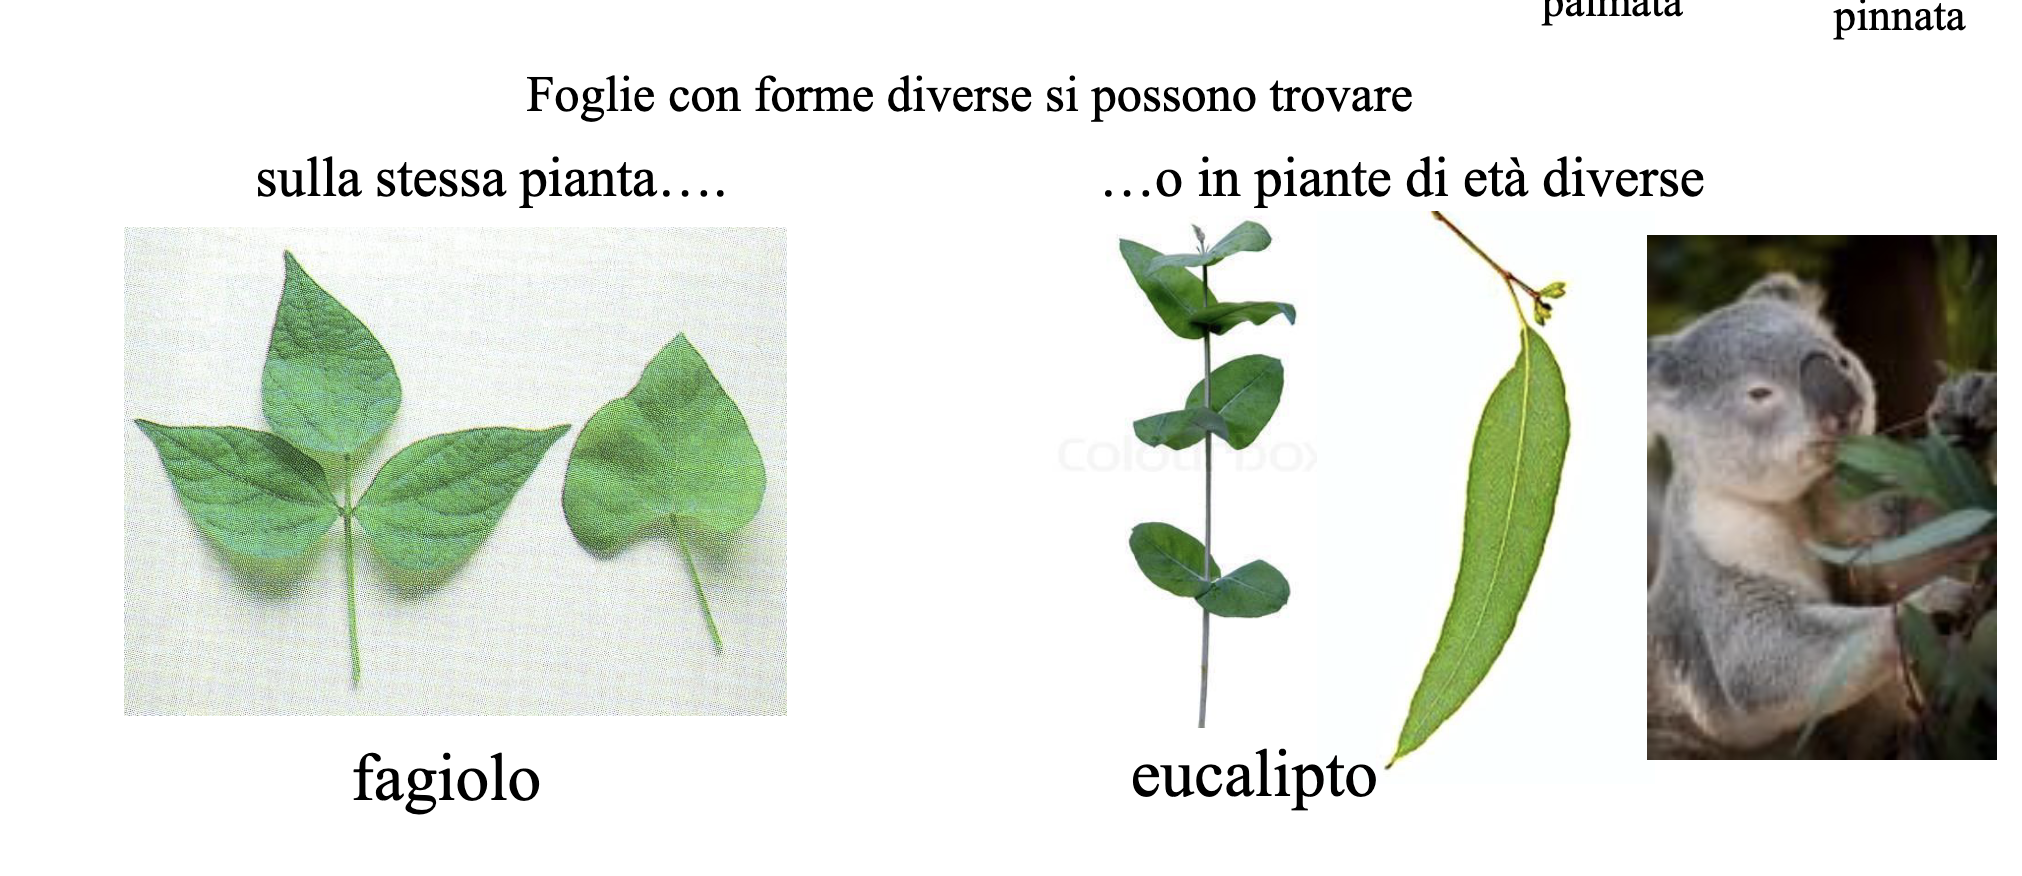 palmata
pinnata
Foglie con forme diverse si possono trovare
sulla stessa pianta….
…o in piante di età diverse
Colourbox
fagiolo
eucalipto